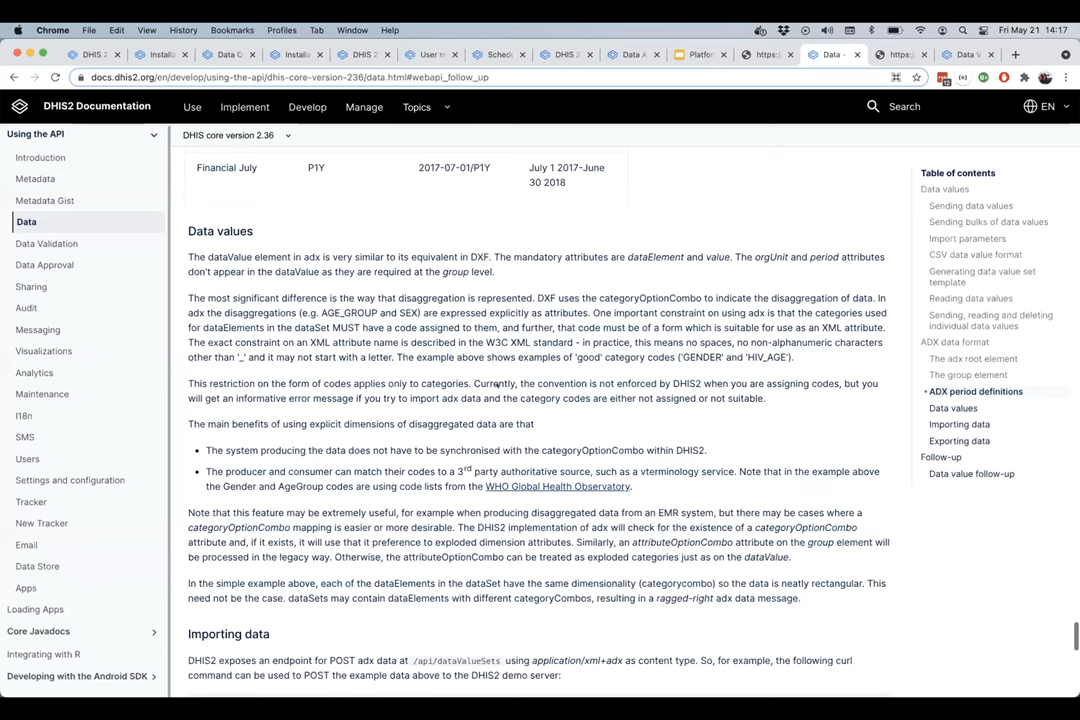 Chrome File Edit View History Bookmarks Profiles Tab Window Help Fri May 21 14:17
DHIS 2 Installa Data O Installa DHIS 2 User m Sched DHIS 2 Data A Platfor https:/ Data - https:/ Data V
docs.dhis2.org/en/develop/using-the-api/dhis-core-version-236/data.html#webapi_follow_up
12
DHIS2 Documentation Use Implement Develop Manage Topics Search EN
Using the API
Introduction
Metadata
Metadata Gist
Data
Data Validation
Data Approval
Sharing
Audit
Messaging
Visualizations
Analytics
Maintenance
I18n
SMS
Users
Settings and configuration
Tracker
New Tracker
Email
Data Store
Apps
Loading Apps
Core Javadocs
Integrating with R
Developing with the Android SDK
DHIS core version 2.36
Financial July P1Y 2017-07-01/P1Y July 1 2017-June
30 2018
Data values
The dataValue element in adx is very similar to its equivalent in DXF. The mandatory attributes are dataElement and value. The orgUnit and period attributes
don't appear in the dataValue as they are required at the group level.
The most significant difference is the way that disaggregation is represented. DXF uses the categoryOptionCombo to indicate the disaggregation of data. In
adx the disaggregations (e.g. AGE_GROUP and SEX) are expressed explicitly as attributes. One important constraint on using adx is that the categories used
for dataElements in the dataSet MUST have a code assigned to them, and further, that code must be of a form which is suitable for use as an XML attribute.
The exact constraint on an XML attribute name is described in the W3C XML standard - in practice, this means no spaces, no non-alphanumeric characters
other than '_' and it may not start with a letter. The example above shows examples of 'good' category codes ('GENDER' and 'HIV_AGE').
This restriction on the form of codes applies only to categories. Currently, the convention is not enforced by DHIS2 when you are assigning codes, but you
will get an informative error message if you try to import adx data and the category codes are either not assigned or not suitable.
The main benefits of using explicit dimensions of disaggregated data are that
• The system producing the data does not have to be synchronised with the categoryOptionCombo within DHIS2.
• The producer and consumer can match their codes to a 3rd party authoritative source, such as a vterminology service. Note that in the example above
the Gender and AgeGroup codes are using code lists from the WHO Global Health Observatory.
Note that this feature may be extremely useful, for example when producing disaggregated data from an EMR system, but there may be cases where a
categoryOptionCombo mapping is easier or more desirable. The DHIS2 implementation of adx will check for the existence of a categoryOptionCombo
attribute and, if it exists, it will use that it preference to exploded dimension attributes. Similarly, an attributeOptionCombo attribute on the group element will
be processed in the legacy way. Otherwise, the attributeOptionCombo can be treated as exploded categories just as on the dataValue.
In the simple example above, each of the dataElements in the dataSet have the same dimensionality (categorycombo) so the data is neatly rectangular. This
need not be the case. dataSets may contain dataElements with different categoryCombos, resulting in a ragged-right adx data message.
Importing data
DHIS2 exposes an endpoint for POST adx data at /api/dataValueSets using application/xml+adx as content type. So, for example, the following curl
command can be used to POST the example data above to the DHIS2 demo server:
Table of contents
Data values
Sending data values
Sending bulks of data values
Import parameters
CSV data value format
Generating data value set
template
Reading data values
Sending, reading and deleting
individual data values
ADX data format
The adx root element
The group element
• ADX period definitions
Data values
Importing data
Exporting data
Follow-up
Data value follow-up